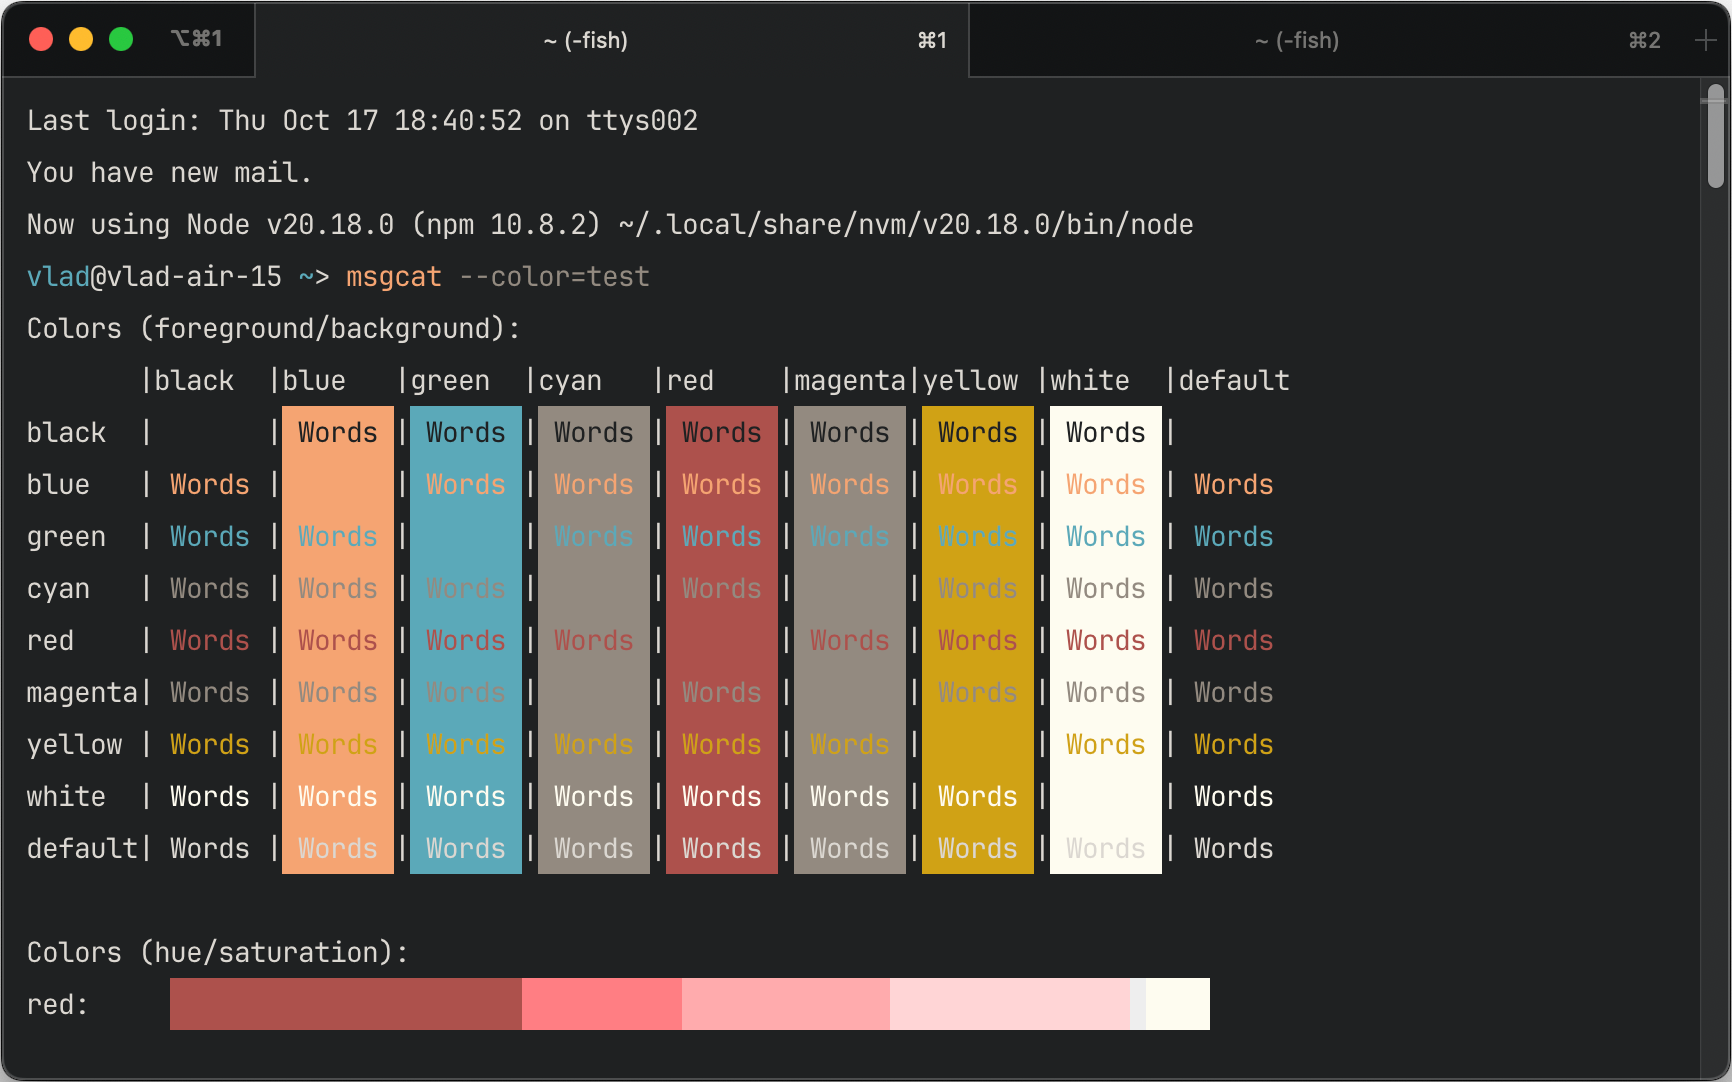 ⌥⌘1 ~ (-fish) ⌘1 ~ (-fish) ⌘2 +
Last login: Thu Oct 17 18:40:52 on ttys002
You have new mail.
Now using Node v20.18.0 (npm 10.8.2) ~/.local/share/nvm/v20.18.0/bin/node
vlad@vlad-air-15 ~> msgcat --color=test
Colors (foreground/background):
       |black  |blue   |green  |cyan   |red    |magenta|yellow |white  |default
black  |       | Words | Words | Words | Words | Words | Words | Words |
blue   | Words |       | Words | Words | Words | Words | Words | Words | Words
green  | Words | Words |       | Words | Words | Words | Words | Words | Words
cyan   | Words | Words | Words |       | Words |       | Words | Words | Words
red    | Words | Words | Words | Words |       | Words | Words | Words | Words
magenta| Words | Words | Words |       | Words |       | Words | Words | Words
yellow | Words | Words | Words | Words | Words | Words |       | Words | Words
white  | Words | Words | Words | Words | Words | Words | Words |       | Words
default| Words | Words | Words | Words | Words | Words | Words | Words | Words
Colors (hue/saturation):
red: